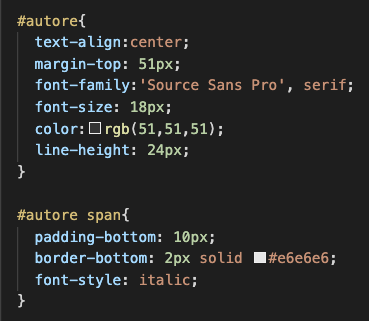 #autore{
text-align:center;
margin-top: 51px;
font-family:'Source Sans Pro', serif;
font-size: 18px;
color:rgb(51,51,51);
line-height: 24px;
}
#autore span{
padding-bottom: 10px;
border-bottom: 2px solid #e6e6e6;
font-style: italic;
}